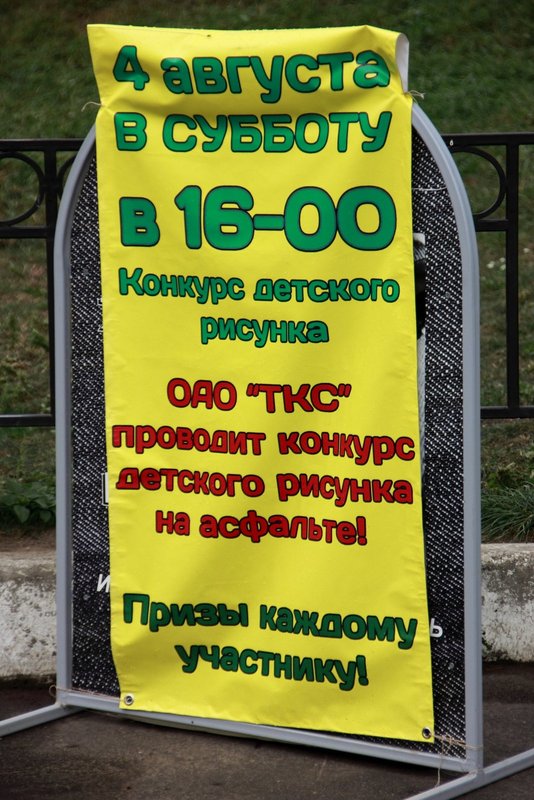 4 августа
в СУББОТУ
в 16-00
Конкурс детского
рисунка
ОАО "ТКС"
проводит конкурс
детского рисунка
на асфальте!
Призы каждому
участнику!